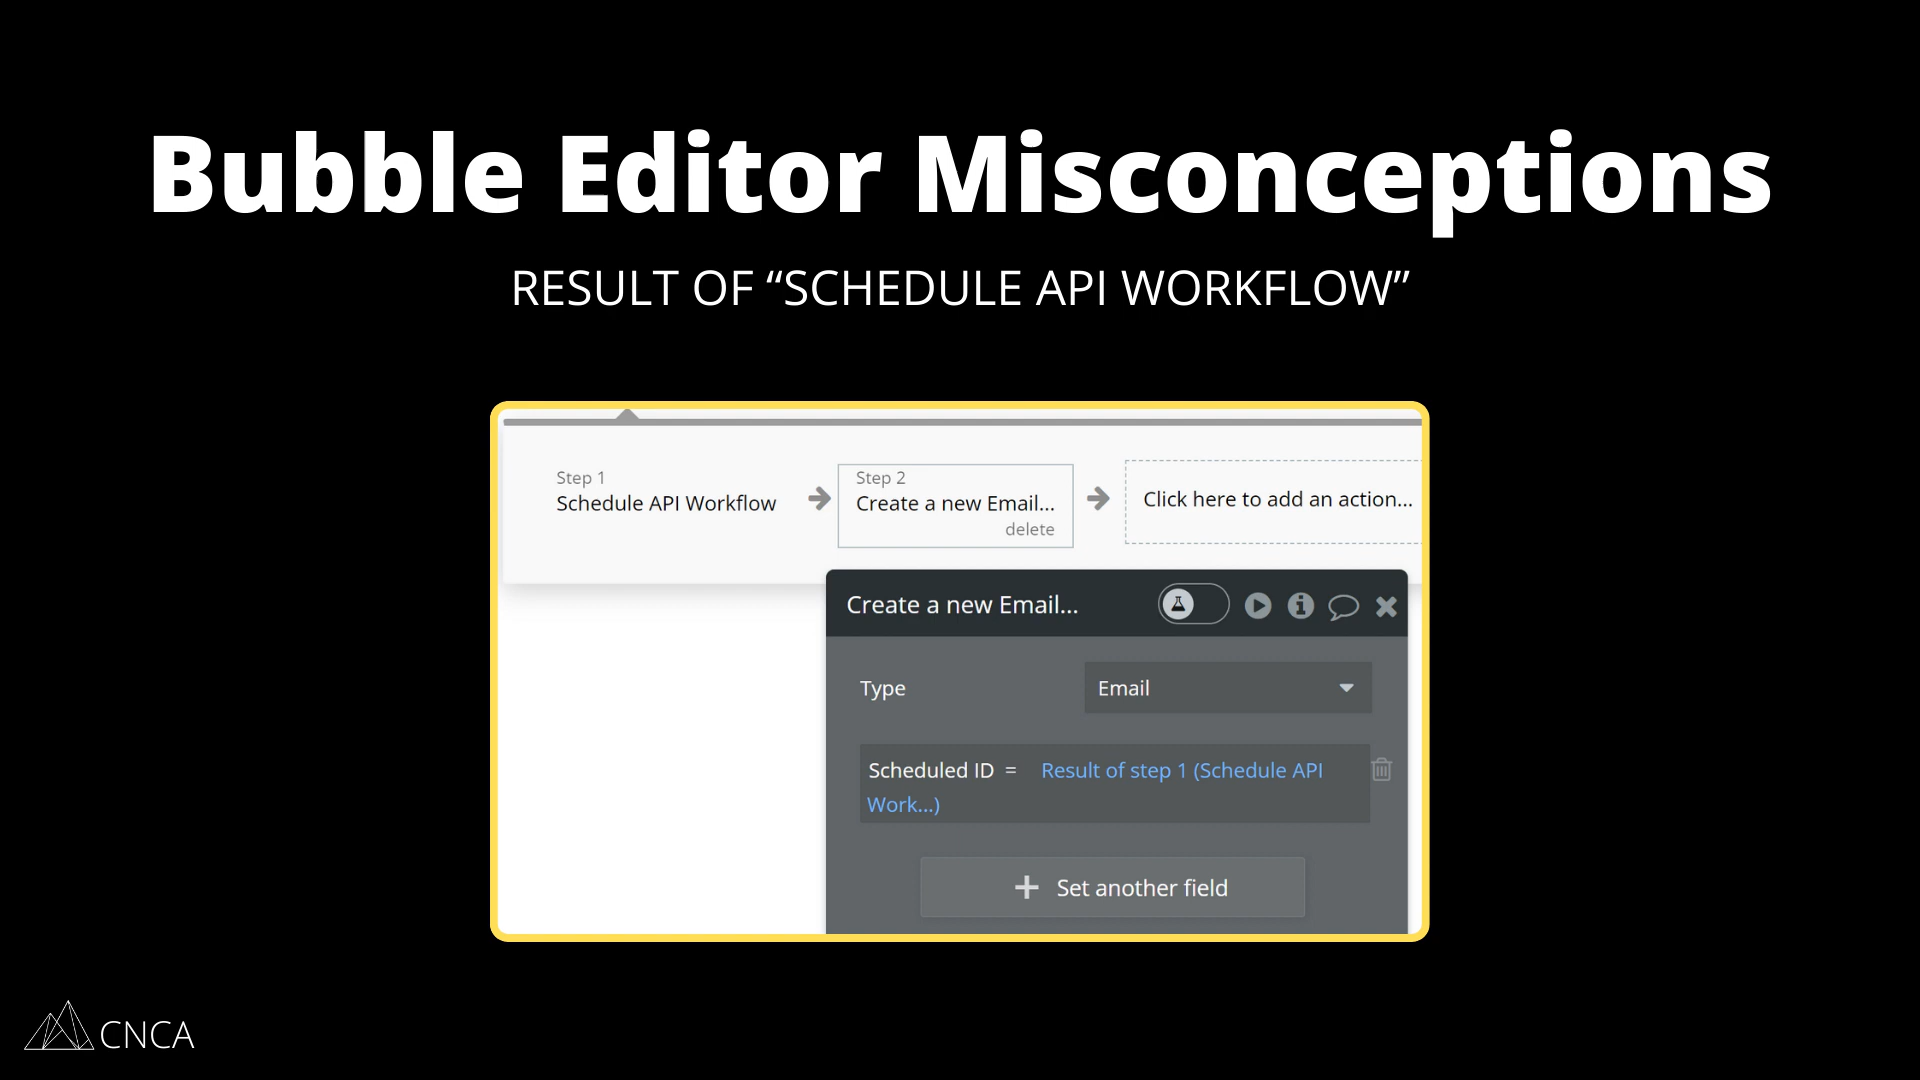 Bubble Editor Misconceptions
RESULT OF “SCHEDULE API WORKFLOW”
Step 1
Schedule API Workflow
Step 2
Create a new Email...
delete
Click here to add an action...
Create a new Email...
Type
Email
Scheduled ID = Result of step 1 (Schedule API
Work...)
Set another field
CNCA